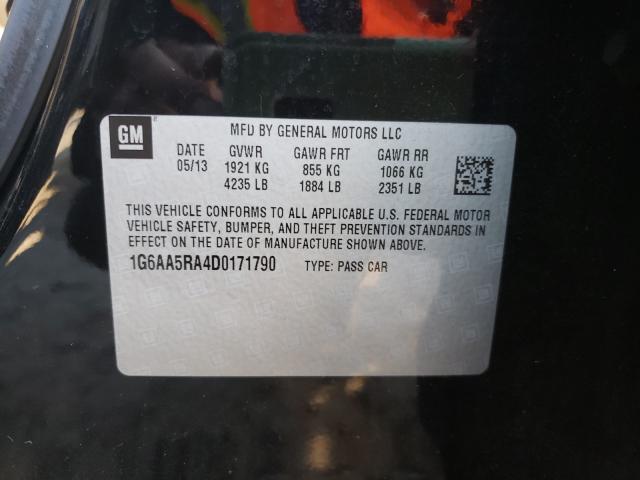 GM
MFD BY GENERAL MOTORS LLC
DATE GVWR GAWR FRT GAWR RR
05/13 1921 KG 855 KG 1066 KG
4235 LB 1884 LB 2351 LB
THIS VEHICLE CONFORMS TO ALL APPLICABLE U.S. FEDERAL MOTOR
VEHICLE SAFETY, BUMPER, AND THEFT PREVENTION STANDARDS IN
EFFECT ON THE DATE OF MANUFACTURE SHOWN ABOVE.
1G6AA5RA4D0171790 TYPE: PASS CAR